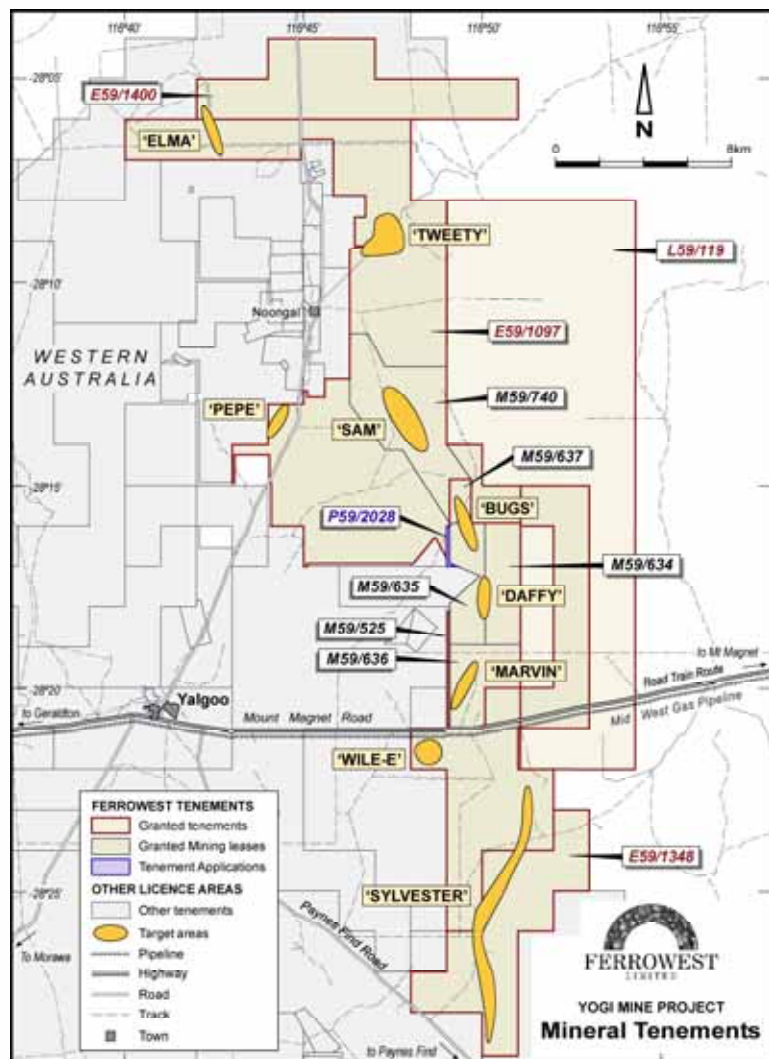 116°40'
116°45'
116°50'
116°55'
-28°05'
E59/1400
'ELMA'
N
0 8km
'TWEETY'
L59/119
-28°10'
Noongal
E59/1097
WESTERN
AUSTRALIA
M59/740
'PEPE'
'SAM'
M59/637
-28°15'
'BUGS'
P59/2028
M59/634
M59/635
'DAFFY'
M59/525
M59/636
'MARVIN'
to Mt Magnet
Road Train Route
-28°20'
Yalgoo
to Geraldton
Mount Magnet Road
Mid West Gas Pipeline
'WILE-E'
FERROWEST TENEMENTS
Granted tenements
Granted Mining leases
Tenement Applications
E59/1348
-28°25'
OTHER LICENCE AREAS
Other tenements
Target areas
Pipeline
Highway
Road
Track
Town
'SYLVESTER'
To Morawa
Paynes Find Road
to Paynes Find
FERROWEST
LIMITED
YOGI MINE PROJECT
Mineral Tenements